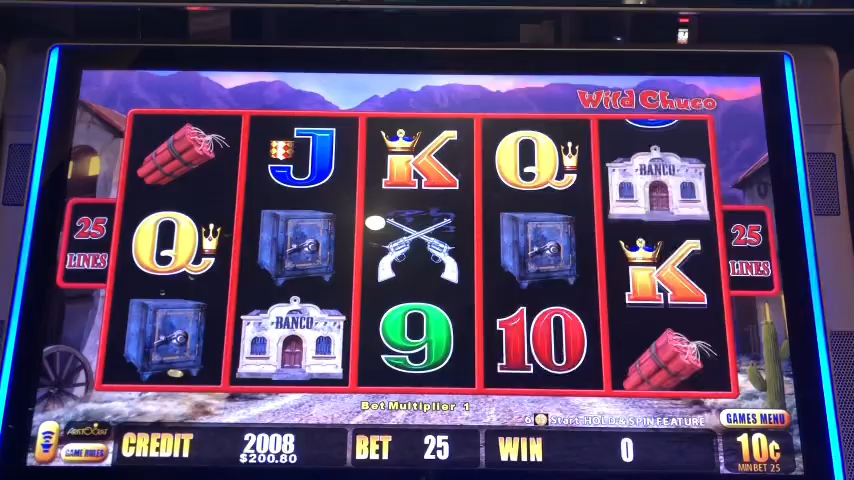 Wild Chuco
J
K
Q
BANCO
25
LINES
Q
K
25
LINES
BANCO
9
10
Bet Multiplier 1
6 Start HOLD & SPIN FEATURE
GAMES MENU
ARISTOCRAT
GAME RULES
CREDIT
2008
$200.80
BET
25
WIN
0
10¢
MIN BET 25